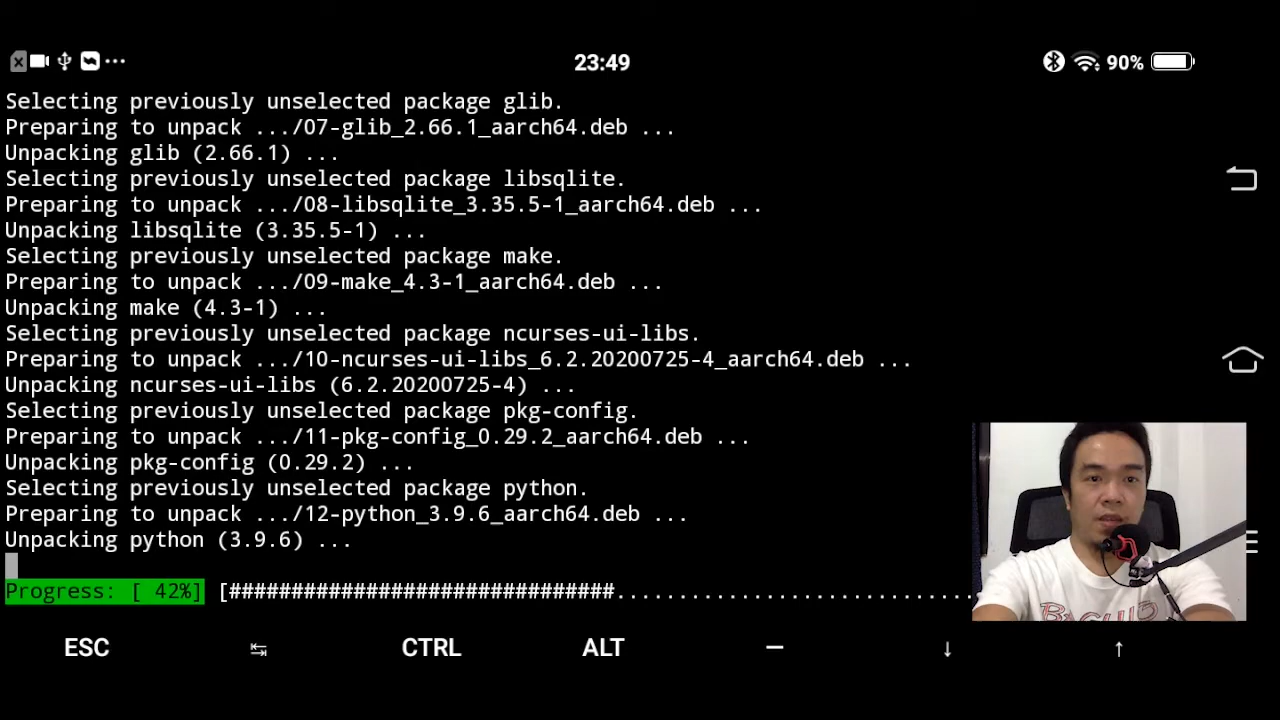 23:49
90%
Selecting previously unselected package glib.
Preparing to unpack .../07-glib_2.66.1_aarch64.deb ...
Unpacking glib (2.66.1) ...
Selecting previously unselected package libsqlite.
Preparing to unpack .../08-libsqlite_3.35.5-1_aarch64.deb ...
Unpacking libsqlite (3.35.5-1) ...
Selecting previously unselected package make.
Preparing to unpack .../09-make_4.3-1_aarch64.deb ...
Unpacking make (4.3-1) ...
Selecting previously unselected package ncurses-ui-libs.
Preparing to unpack .../10-ncurses-ui-libs_6.2.20200725-4_aarch64.deb ...
Unpacking ncurses-ui-libs (6.2.20200725-4) ...
Selecting previously unselected package pkg-config.
Preparing to unpack .../11-pkg-config_0.29.2_aarch64.deb ...
Unpacking pkg-config (0.29.2) ...
Selecting previously unselected package python.
Preparing to unpack .../12-python_3.9.6_aarch64.deb ...
Unpacking python (3.9.6) ...
Progress: [ 42%] [###############################.............................
ESC ↹ CTRL ALT — ↓ ↑